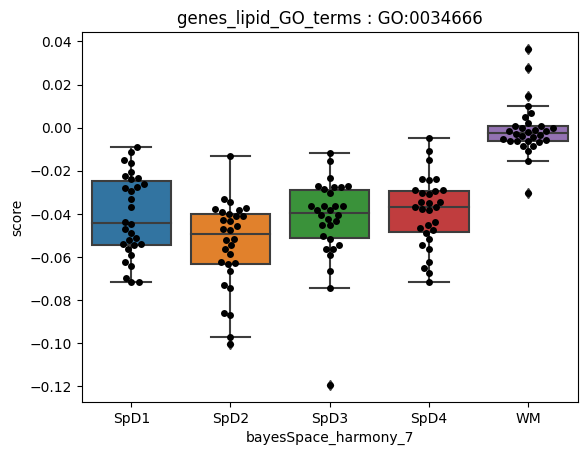 genes_lipid_GO_terms : GO:0034666
0.04
0.02
0.00
−0.02
−0.04
−0.06
−0.08
−0.10
−0.12
score
SpD1 SpD2 SpD3 SpD4 WM
bayesSpace_harmony_7